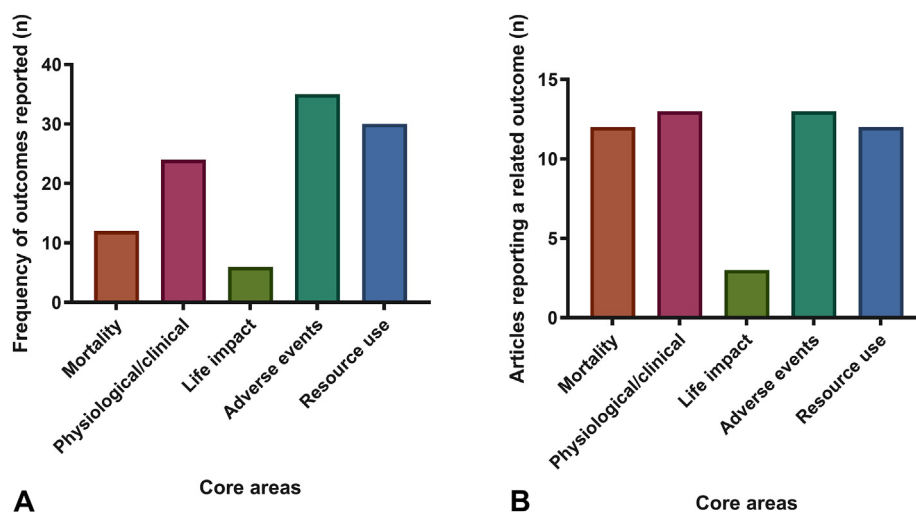 Frequency of outcomes reported (n)
40
30
20
10
0
Mortality
Physiological/clinical
Life impact
Adverse events
Resource use
Core areas
A
Articles reporting a related outcome (n)
15
10
5
0
Mortality
Physiological/clinical
Life impact
Adverse events
Resource use
Core areas
B